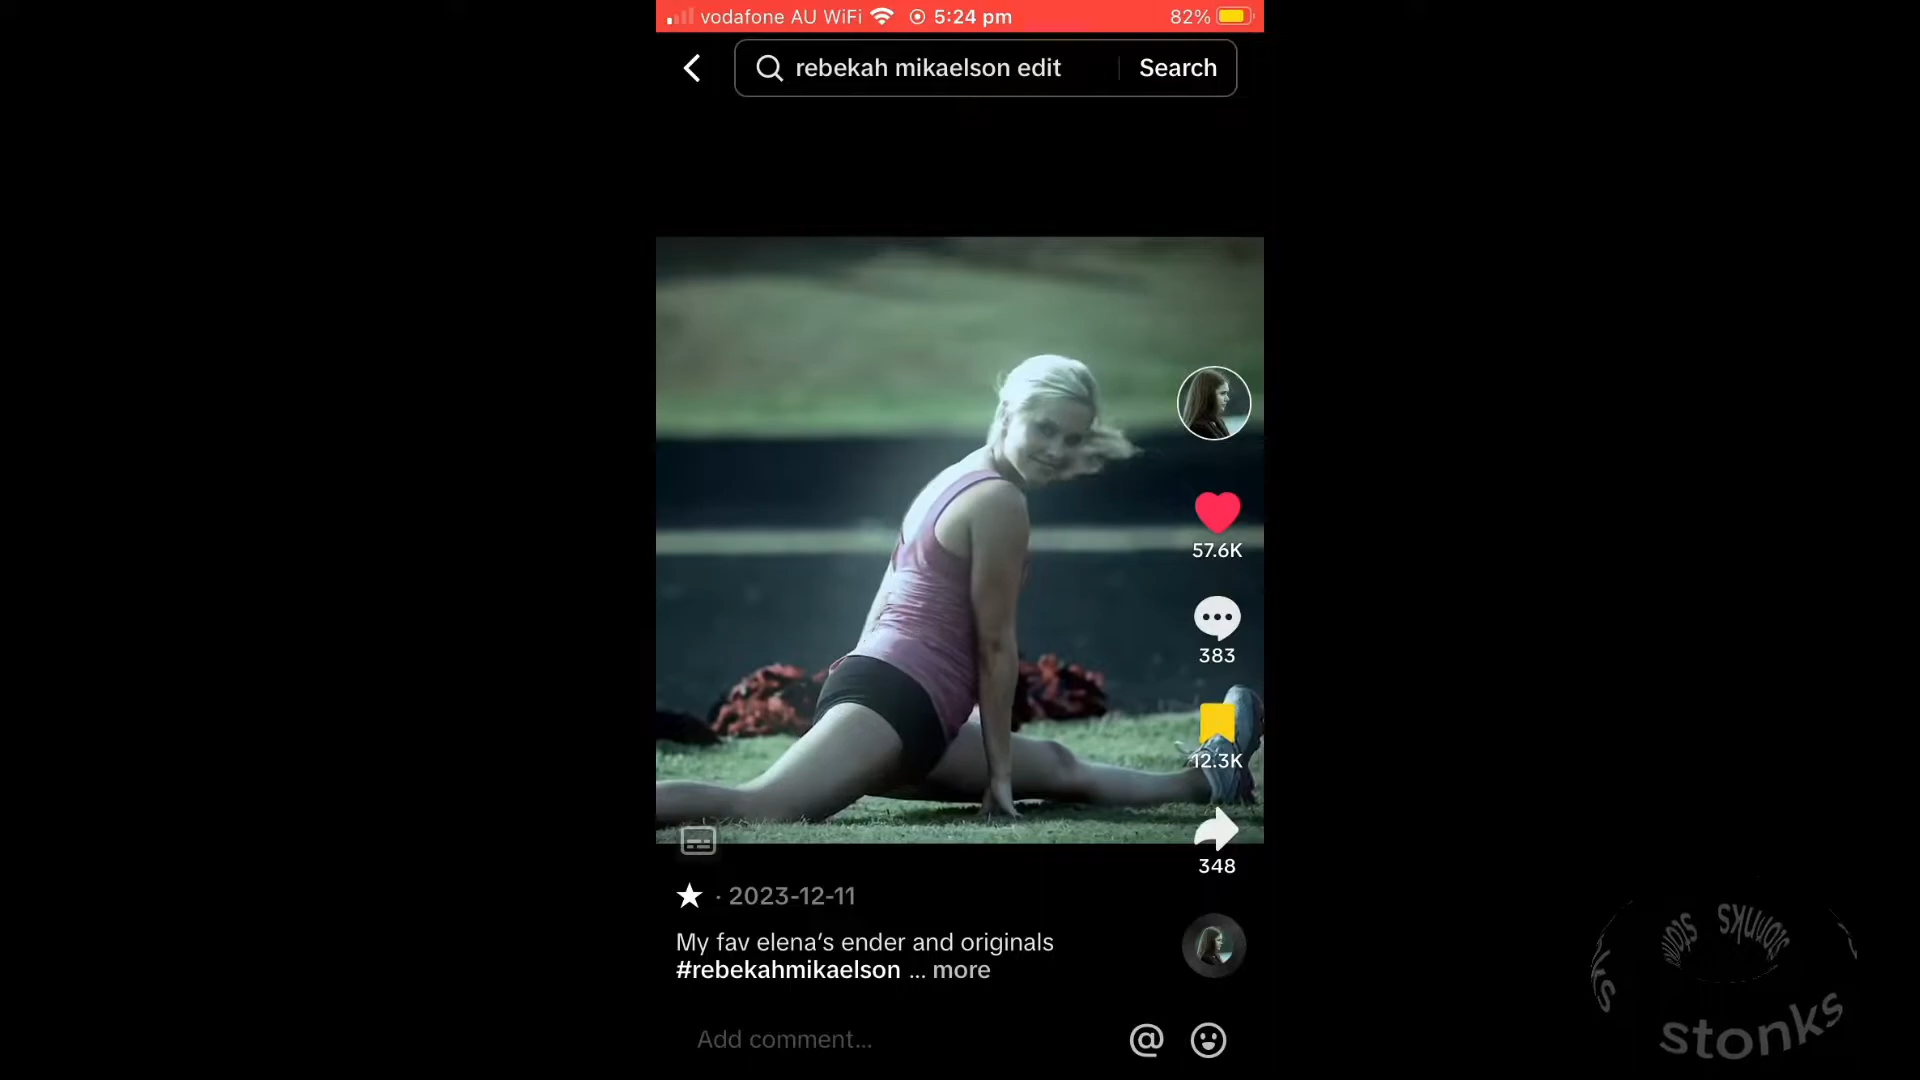 vodafone AU WiFi 5:24 pm 82%
rebekah mikaelson edit Search
57.6K
383
12.3K
348
· 2023-12-11
My fav elena’s ender and originals
#rebekahmikaelson ... more
Add comment...
stonks
stonks